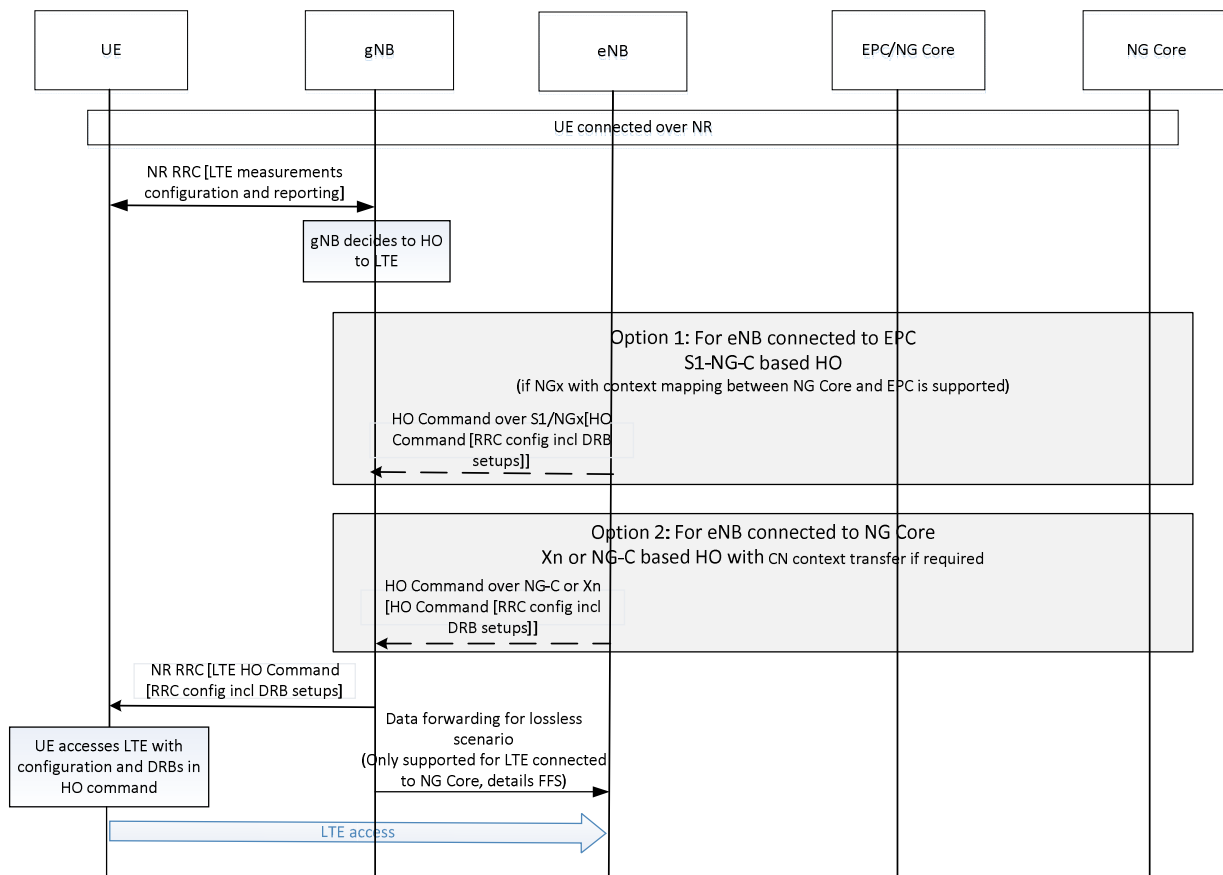 UE
gNB
eNB
EPC/NG Core
NG Core
UE connected over NR
NR RRC [LTE measurements
configuration and reporting]
gNB decides to HO
to LTE
Option 1: For eNB connected to EPC
S1-NG-C based HO
(if NGx with context mapping between NG Core and EPC is supported)
HO Command over S1/NGx[HO
Command [RRC config incl DRB
setups]]
Option 2: For eNB connected to NG Core
Xn or NG-C based HO with CN context transfer if required
HO Command over NG-C or Xn
[HO Command [RRC config incl
DRB setups]]
NR RRC [LTE HO Command
[RRC config incl DRB setups]
Data forwarding for lossless
scenario
(Only supported for LTE connected
to NG Core, details FFS)
UE accesses LTE with
configuration and DRBs in
HO command
LTE access